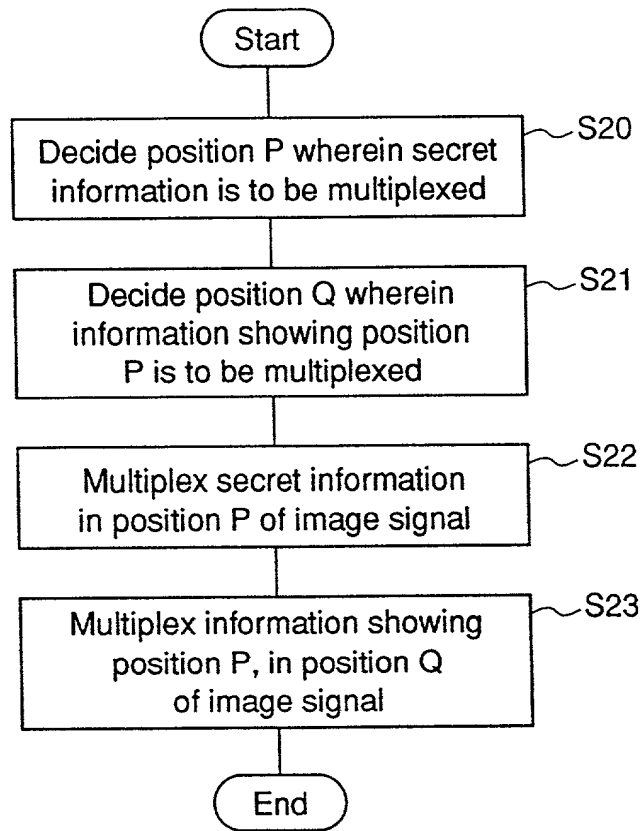 Start
S20
Decide position P wherein secret
information is to be multiplexed
S21
Decide position Q wherein
information showing position
P is to be multiplexed
S22
Multiplex secret information
in position P of image signal
S23
Multiplex information showing
position P, in position Q
of image signal
End